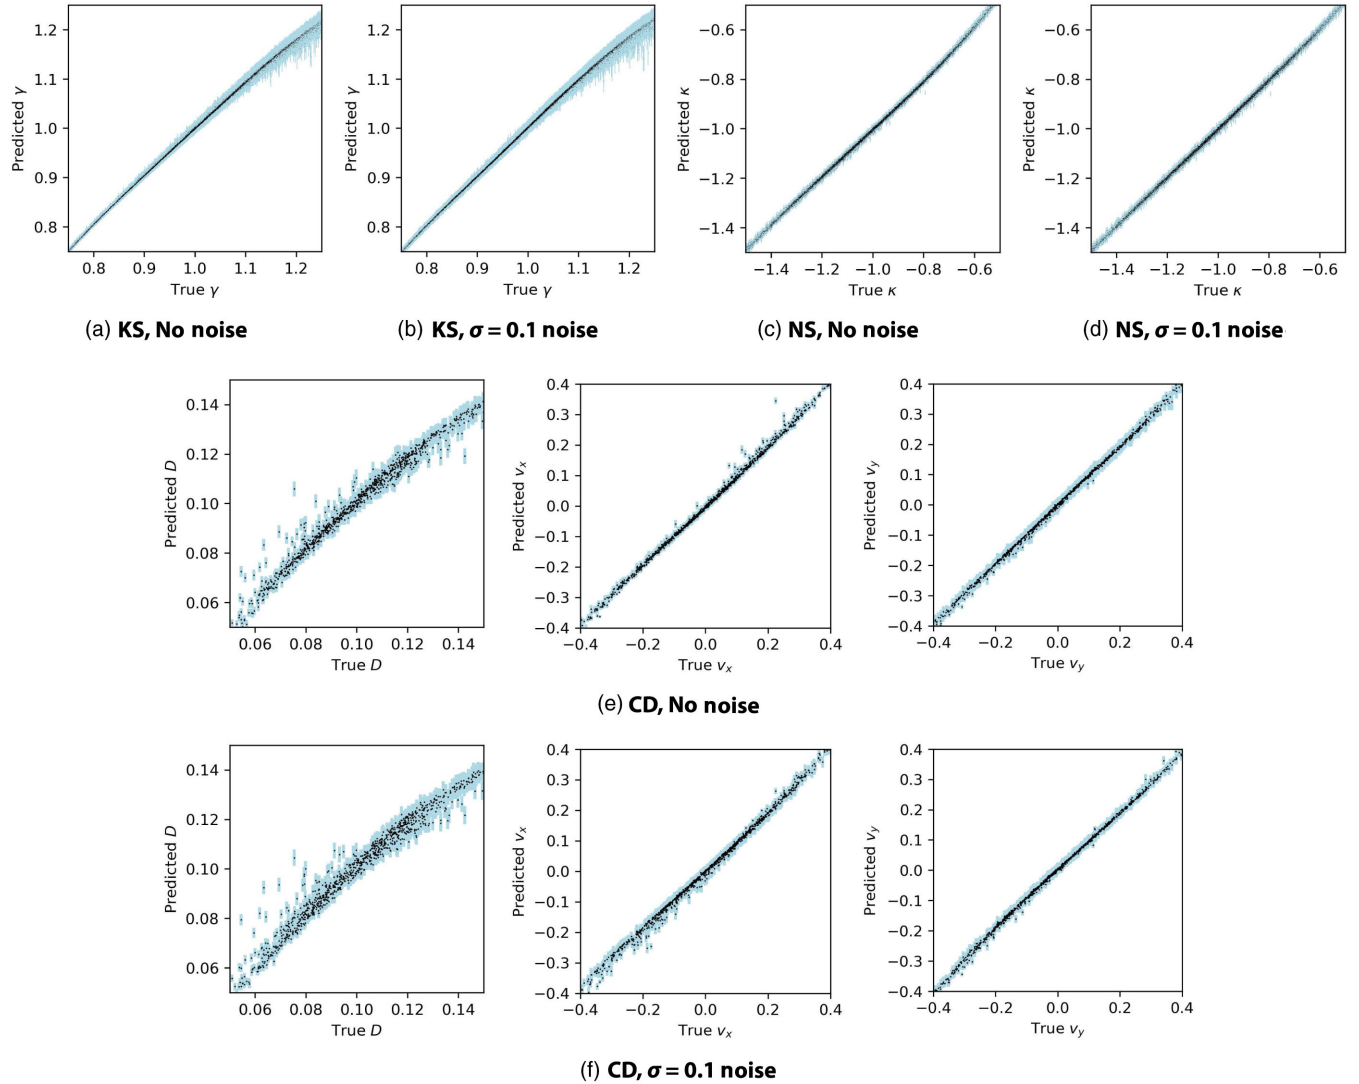 1.2
1.1
1.0
0.9
0.8
Predicted γ
0.8 0.9 1.0 1.1 1.2
True γ
(a) KS, No noise
1.2
1.1
1.0
0.9
0.8
Predicted γ
0.8 0.9 1.0 1.1 1.2
True γ
(b) KS, σ = 0.1 noise
−0.6
−0.8
−1.0
−1.2
−1.4
Predicted κ
−1.4 −1.2 −1.0 −0.8 −0.6
True κ
(c) NS, No noise
−0.6
−0.8
−1.0
−1.2
−1.4
Predicted κ
−1.4 −1.2 −1.0 −0.8 −0.6
True κ
(d) NS, σ = 0.1 noise
0.14
0.12
0.10
0.08
0.06
Predicted D
0.06 0.08 0.10 0.12 0.14
True D
0.4
0.3
0.2
0.1
0.0
−0.1
−0.2
−0.3
−0.4
Predicted vₓ
−0.4 −0.2 0.0 0.2 0.4
True vₓ
0.4
0.3
0.2
0.1
0.0
−0.1
−0.2
−0.3
−0.4
Predicted v_y
−0.4 −0.2 0.0 0.2 0.4
True v_y
(e) CD, No noise
0.14
0.12
0.10
0.08
0.06
Predicted D
0.06 0.08 0.10 0.12 0.14
True D
0.4
0.3
0.2
0.1
0.0
−0.1
−0.2
−0.3
−0.4
Predicted vₓ
−0.4 −0.2 0.0 0.2 0.4
True vₓ
0.4
0.3
0.2
0.1
0.0
−0.1
−0.2
−0.3
−0.4
Predicted v_y
−0.4 −0.2 0.0 0.2 0.4
True v_y
(f) CD, σ = 0.1 noise